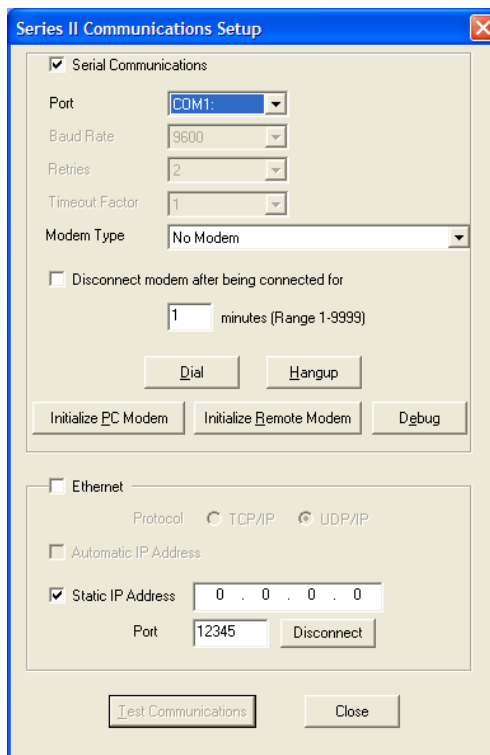 Series II Communications Setup
Serial Communications
Port COM1:
Baud Rate 9600
Retries 2
Timeout Factor 1
Modem Type No Modem
Disconnect modem after being connected for
1 minutes (Range 1-9999)
Dial Hangup
Initialize PC Modem Initialize Remote Modem Debug
Ethernet
Protocol TCP/IP UDP/IP
Automatic IP Address
Static IP Address 0 . 0 . 0 . 0
Port 12345 Disconnect
Test Communications Close